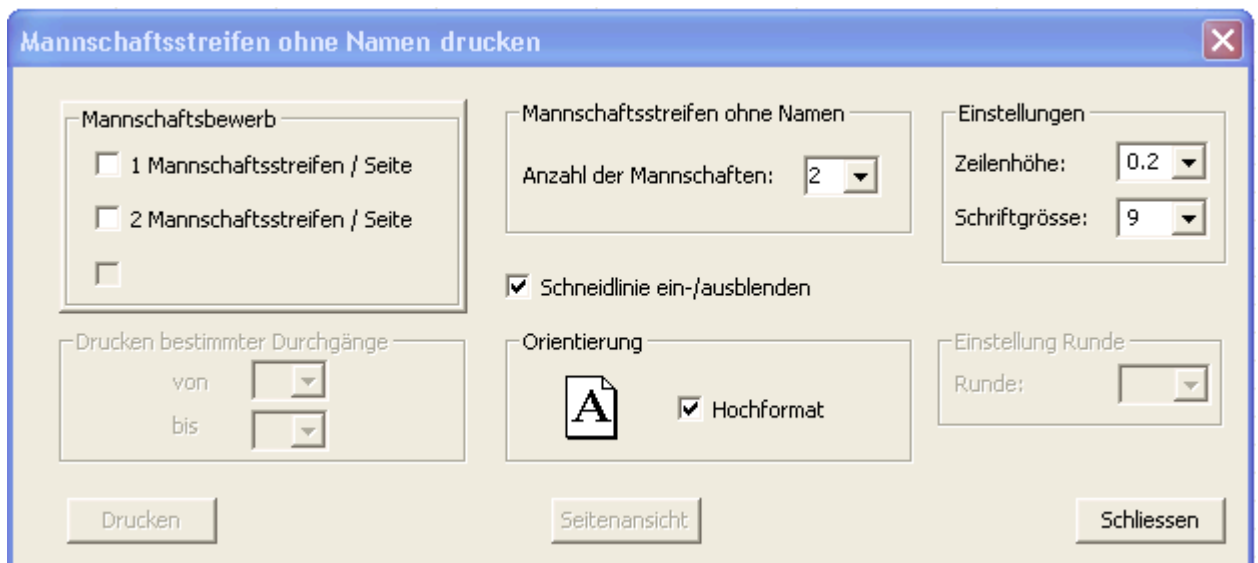 Mannschaftsstreifen ohne Namen drucken
Mannschaftsbewerb
1 Mannschaftsstreifen / Seite
2 Mannschaftsstreifen / Seite
Mannschaftsstreifen ohne Namen
Anzahl der Mannschaften: 2
Einstellungen
Zeilenhöhe: 0.2
Schriftgrösse: 9
Schneidlinie ein-/ausblenden
Drucken bestimmter Durchgänge
von
bis
Orientierung
A Hochformat
Einstellung Runde
Runde:
Drucken
Seitenansicht
Schliessen